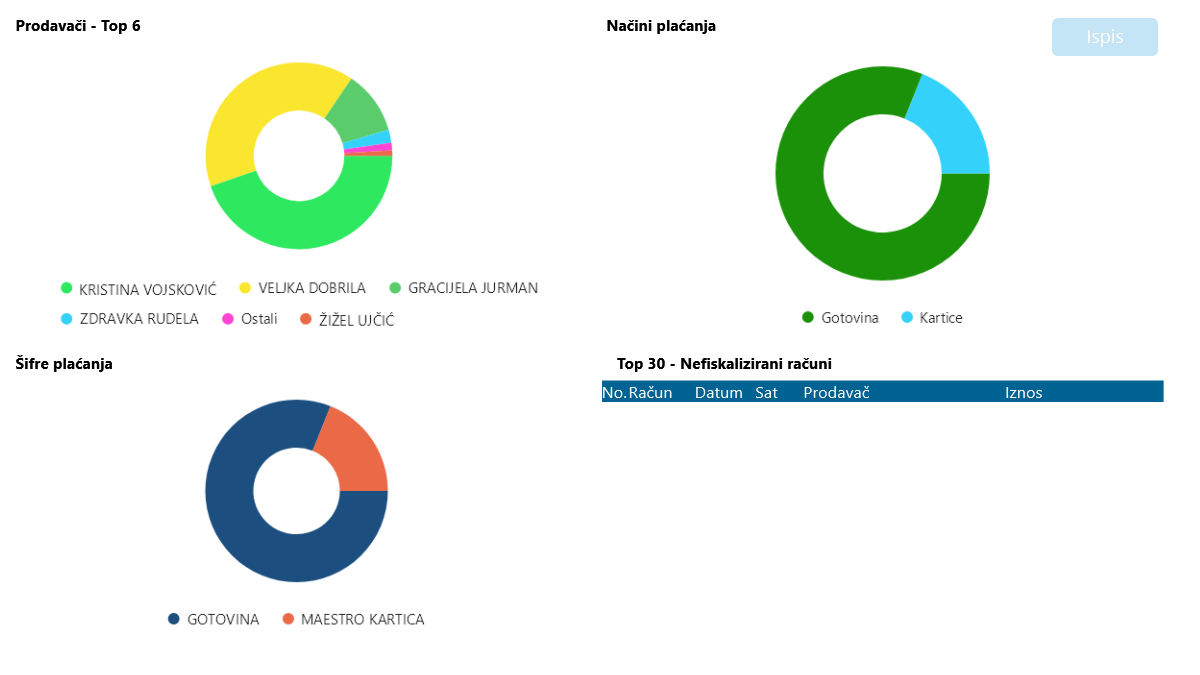 Prodavači - Top 6
Načini plaćanja
Ispis
KRISTINA VOJSKOVIĆ VELJKA DOBRILA GRACIJELA JURMAN
ZDRAVKA RUDELA Ostali ŽIŽEL UJČIĆ
Gotovina Kartice
Šifre plaćanja
Top 30 - Nefiskalizirani računi
No. Račun Datum Sat Prodavač Iznos
GOTOVINA MAESTRO KARTICA